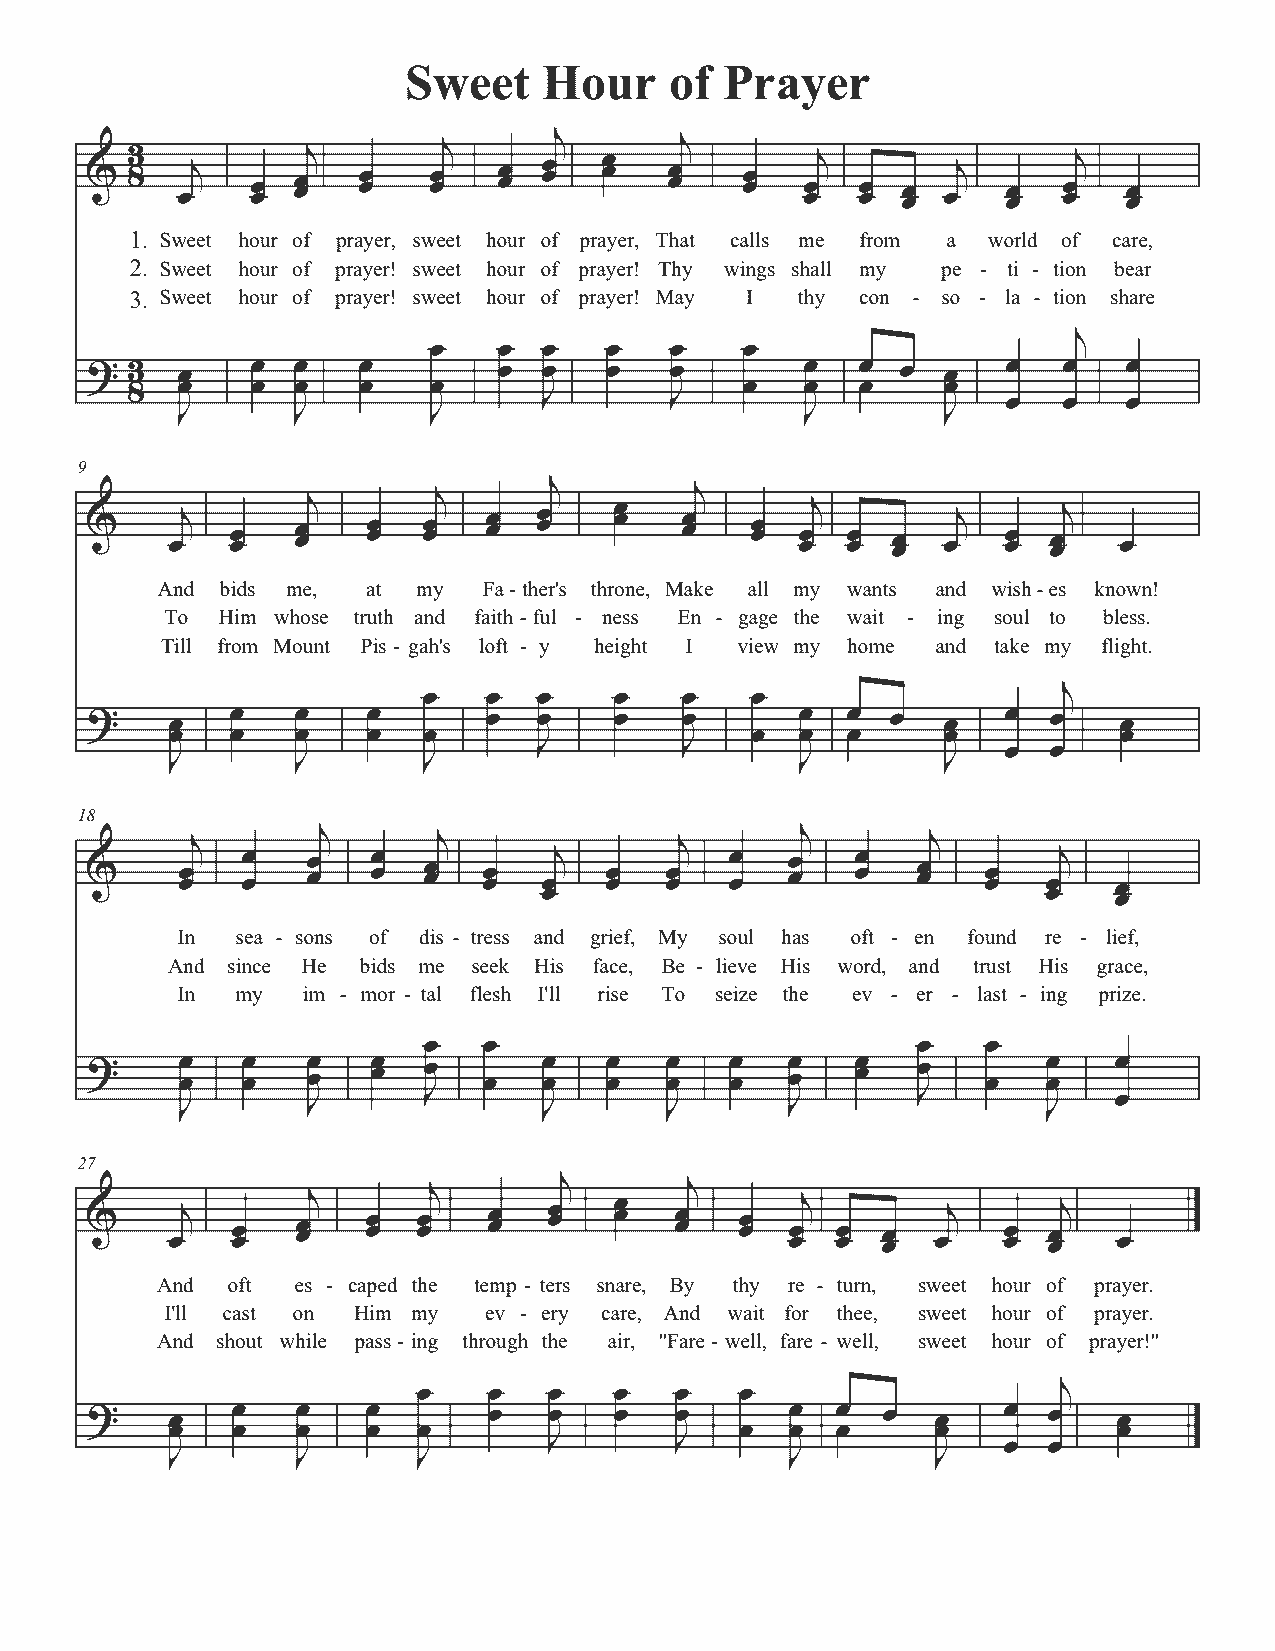 Sweet Hour of Prayer
3
8
1. Sweet hour of prayer, sweet hour of prayer, That calls me from a world of care,
2. Sweet hour of prayer! sweet hour of prayer! Thy wings shall my pe - ti - tion bear
3. Sweet hour of prayer! sweet hour of prayer! May I thy con - so - la - tion share
3
8
9
And bids me, at my Fa - ther's throne, Make all my wants and wish - es known!
To Him whose truth and faith - ful - ness En - gage the wait - ing soul to bless.
Till from Mount Pis - gah's loft - y height I view my home and take my flight.
18
In sea - sons of dis - tress and grief, My soul has oft - en found re - lief,
And since He bids me seek His face, Be - lieve His word, and trust His grace,
In my im - mor - tal flesh I'll rise To seize the ev - er - last - ing prize.
27
And oft es - caped the temp - ters snare, By thy re - turn, sweet hour of prayer.
I'll cast on Him my ev - ery care, And wait for thee, sweet hour of prayer.
And shout while pass - ing through the air, "Fare - well, fare - well, sweet hour of prayer!"